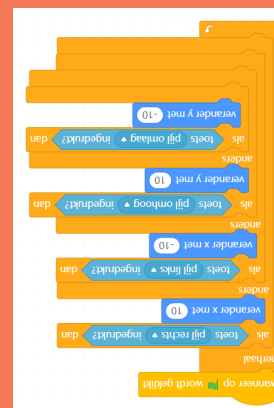 wanneer op wordt geklikt
herhaal
als toets pijl rechts ingedrukt? dan
verander x met 10
anders
als toets pijl links ingedrukt? dan
verander x met -10
anders
als toets pijl omhoog ingedrukt? dan
verander y met 10
anders
als toets pijl omlaag ingedrukt? dan
verander y met -10